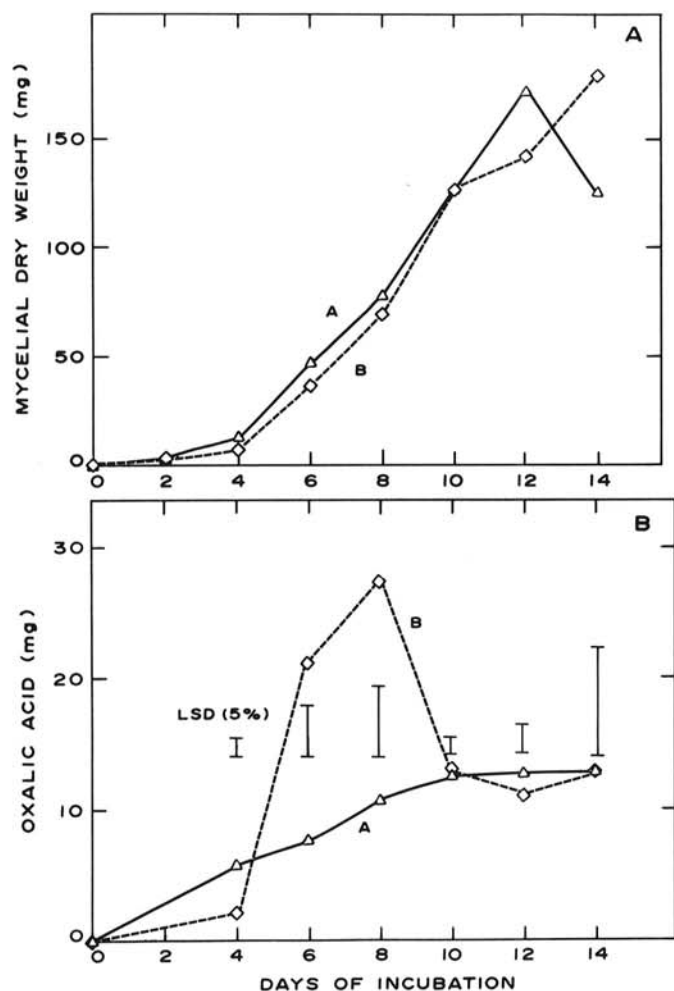 A
MYCELIAL DRY WEIGHT (mg)
150
100
50
0
A
B
0 2 4 6 8 10 12 14
B
OXALIC ACID (mg)
30
20
10
0
B
LSD (5%)
A
0 2 4 6 8 10 12 14
DAYS OF INCUBATION